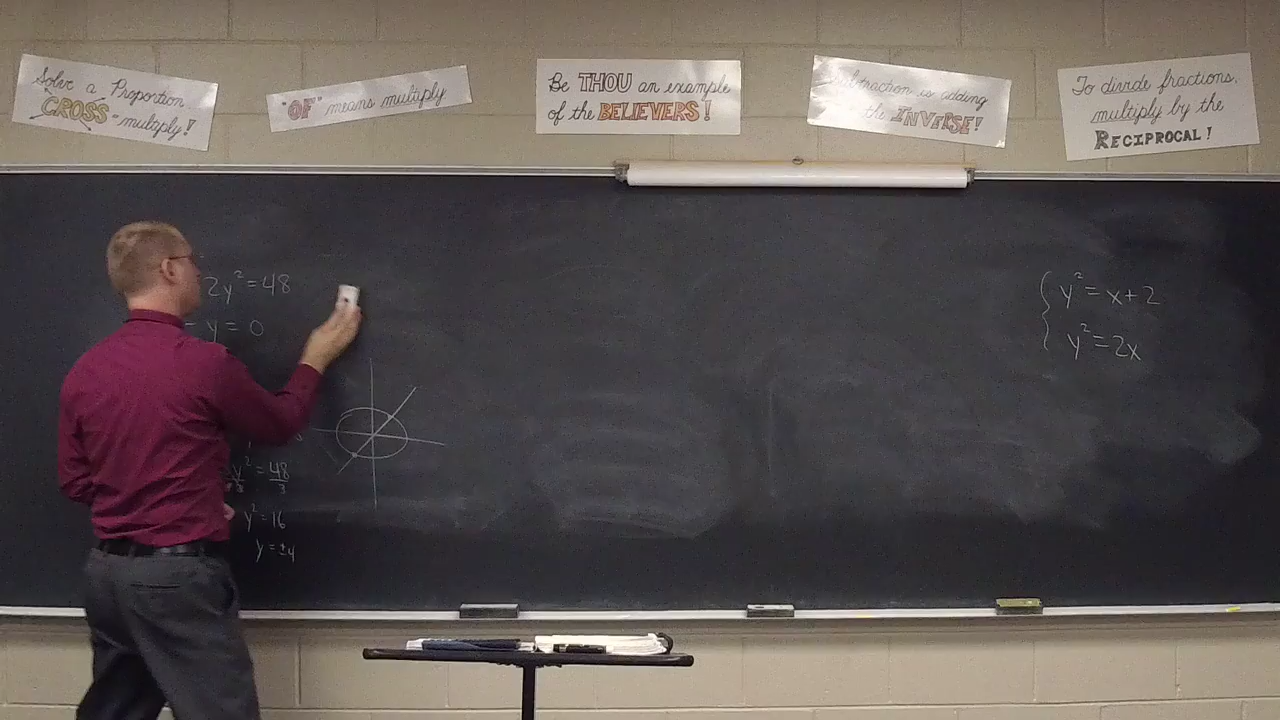 Solve a Proportion,
CROSS-multiply!
"OF" means multiply
Be THOU an example
of the BELIEVERS!
Subtraction is adding
the INVERSE!
To divide fractions,
multiply by the
RECIPROCAL!
2y² = 48
- y = 0
y² = 48
3
y² = 16
y = ±4
y² = x + 2
y² = 2x